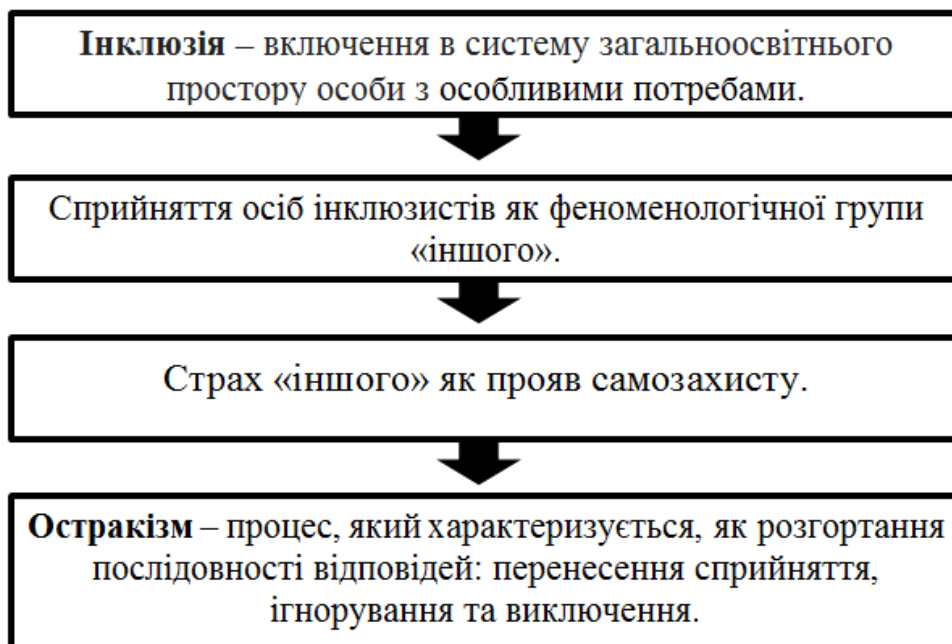 Інклюзія – включення в систему загальноосвітнього
простору особи з особливими потребами.
Сприйняття осіб інклюзистів як феноменологічної групи
«іншого».
Страх «іншого» як прояв самозахисту.
Остракізм – процес, який характеризується, як розгортання
послідовності відповідей: перенесення сприйняття,
ігнорування та виключення.